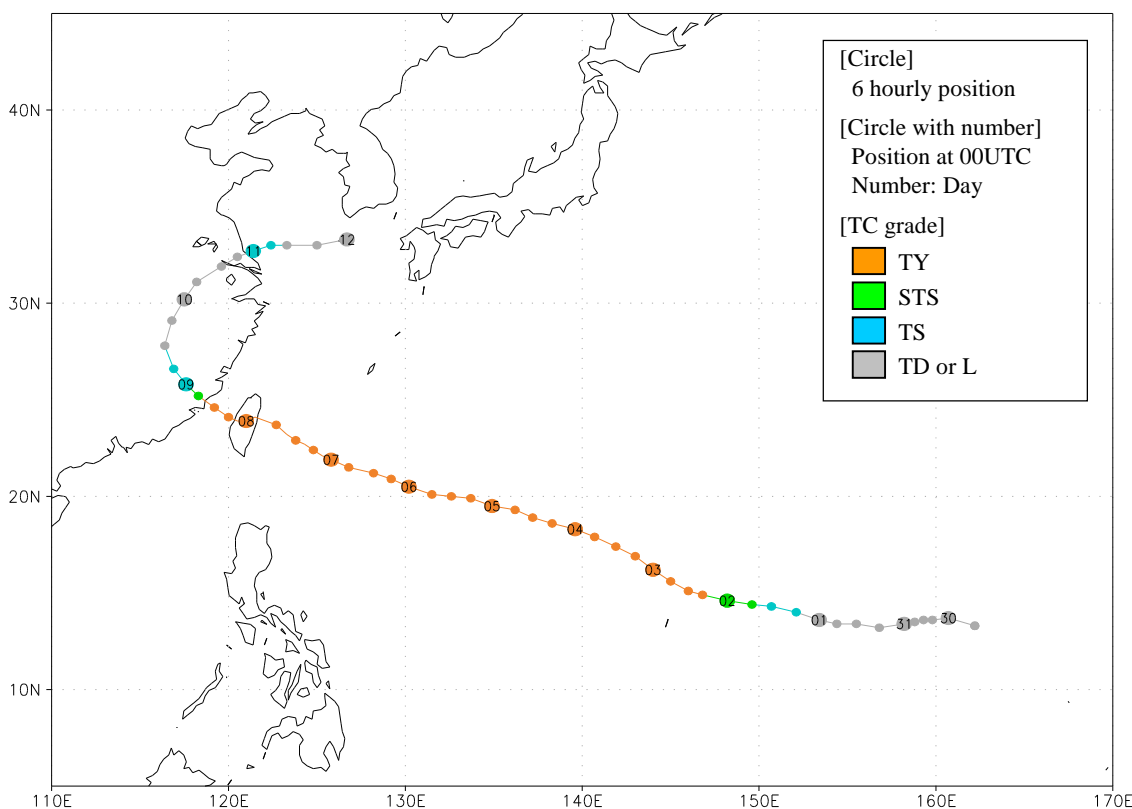 [Circle]
6 hourly position
[Circle with number]
Position at 00UTC
Number: Day
[TC grade]
TY
STS
TS
TD or L
40N
30N
20N
10N
12
11
10
09
08
07
06
05
04
03
02
01
31
30
110E 120E 130E 140E 150E 160E 170E